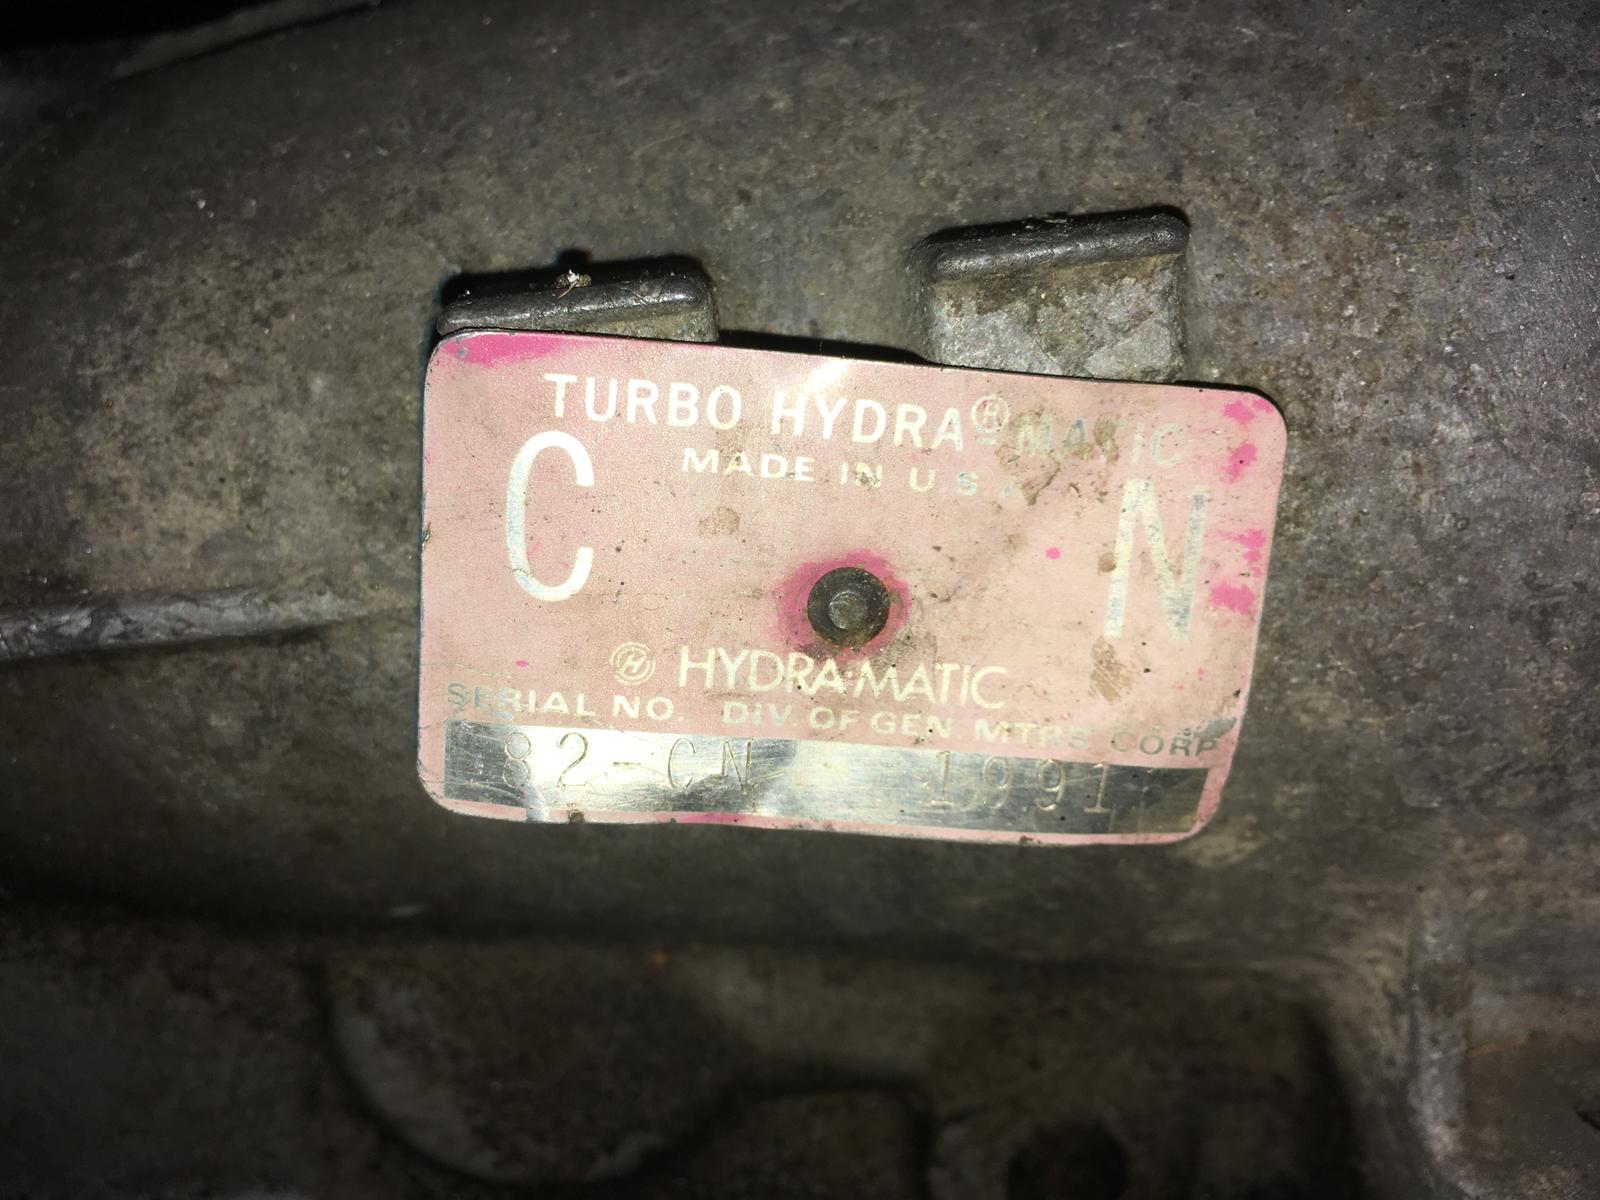 TURBO HYDRA®MATIC
MADE IN U.S.A
C N
Ⓗ HYDRA·MATIC
SERIAL NO. DIV. OF GEN MTRS CORP
82-CN 1991